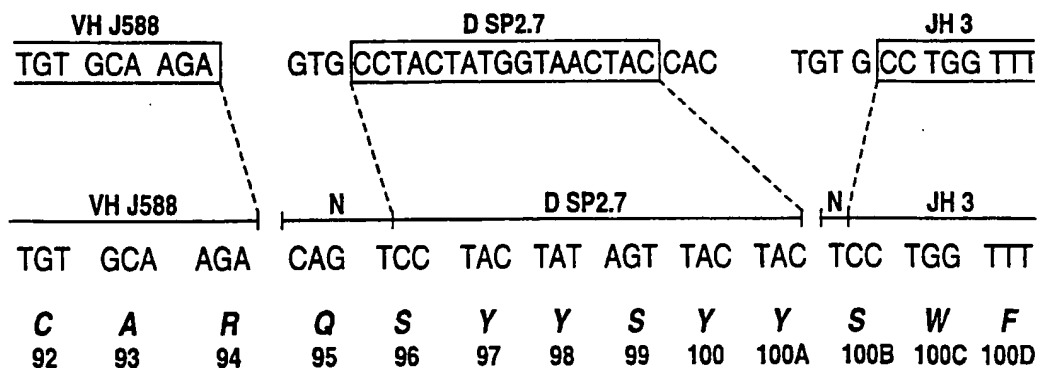 VH J588 D SP2.7 JH 3
TGT GCA AGA GTG CCTACTATGGTAACTAC CAC TGT G CC TGG TTT
VH J588 N D SP2.7 N JH 3
TGT GCA AGA CAG TCC TAC TAT AGT TAC TAC TCC TGG TTT
C A R Q S Y Y S Y Y S W F
92 93 94 95 96 97 98 99 100 100A 100B 100C 100D